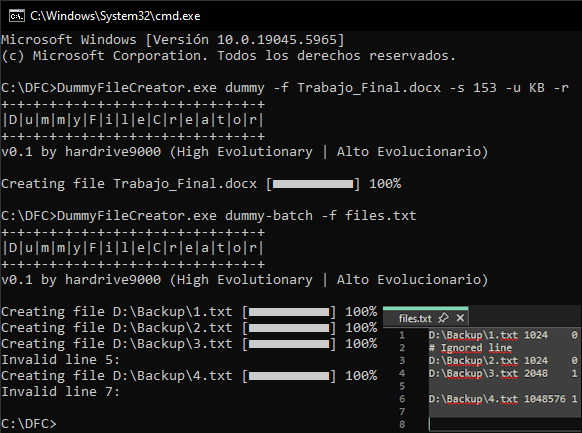 C:\Windows\System32\cmd.exe
Microsoft Windows [Versión 10.0.19045.5965]
(c) Microsoft Corporation. Todos los derechos reservados.
C:\DFC>DummyFileCreator.exe dummy -f Trabajo_Final.docx -s 153 -u KB -r
+-+-+-+-+-+-+-+-+-+-+-+-+-+-+-+-+
|D|u|m|m|y|F|i|l|e|C|r|e|a|t|o|r|
+-+-+-+-+-+-+-+-+-+-+-+-+-+-+-+-+
v0.1 by hardrive9000 (High Evolutionary | Alto Evolucionario)
Creating file Trabajo_Final.docx [■■■■■■■■■■] 100%
C:\DFC>DummyFileCreator.exe dummy-batch -f files.txt
+-+-+-+-+-+-+-+-+-+-+-+-+-+-+-+-+
|D|u|m|m|y|F|i|l|e|C|r|e|a|t|o|r|
+-+-+-+-+-+-+-+-+-+-+-+-+-+-+-+-+
v0.1 by hardrive9000 (High Evolutionary | Alto Evolucionario)
Creating file D:\Backup\1.txt [■■■■■■■■■■] 100%
Creating file D:\Backup\2.txt [■■■■■■■■■■] 100%
Creating file D:\Backup\3.txt [■■■■■■■■■■] 100%
Invalid line 5:
Creating file D:\Backup\4.txt [■■■■■■■■■■] 100%
Invalid line 7:
C:\DFC>
files.txt
1 D:\Backup\1.txt 1024 0
2 # Ignored line
3 D:\Backup\2.txt 1024 0
4 D:\Backup\3.txt 2048 1
5
6 D:\Backup\4.txt 1048576 1
7
8